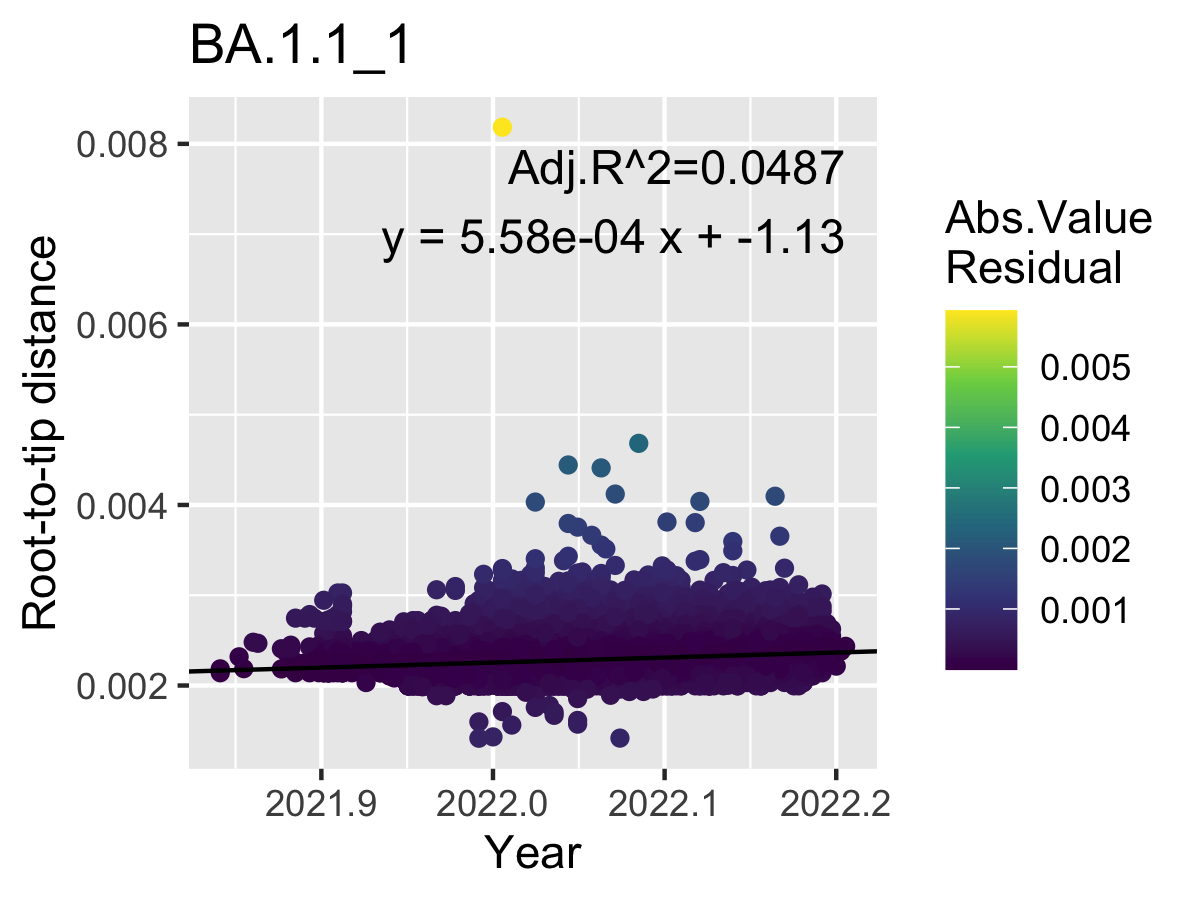 BA.1.1_1
0.008
0.006
0.004
0.002
Root-to-tip distance
Adj.R^2=0.0487
y = 5.58e-04 x + -1.13
2021.9
2022.0
2022.1
2022.2
Year
Abs.Value
Residual
0.005
0.004
0.003
0.002
0.001